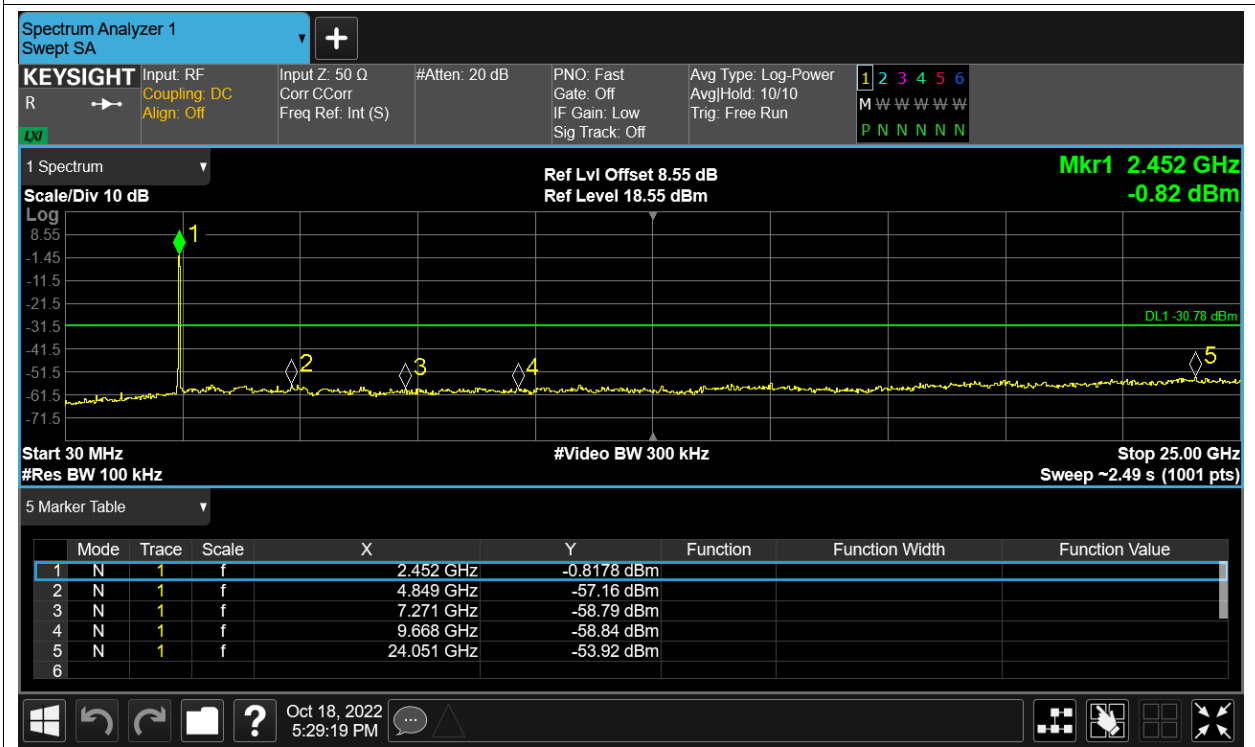 Spectrum Analyzer 1
Swept SA
KEYSIGHT
R
LXI
Input: RF
Coupling: DC
Align: Off
Input Z: 50 Ω
Corr CCorr
Freq Ref: Int (S)
#Atten: 20 dB
PNO: Fast
Gate: Off
IF Gain: Low
Sig Track: Off
Avg Type: Log-Power
Avg|Hold: 10/10
Trig: Free Run
1 2 3 4 5 6
M W W W W W
P N N N N N
1 Spectrum
Scale/Div 10 dB
Ref Lvl Offset 8.55 dB
Ref Level 18.55 dBm
Mkr1 2.452 GHz
-0.82 dBm
Log
8.55
-1.45
-11.5
-21.5
-31.5
-41.5
-51.5
-61.5
-71.5
1
2
3
4
5
DL1 -30.78 dBm
Start 30 MHz
#Res BW 100 kHz
#Video BW 300 kHz
Stop 25.00 GHz
Sweep ~2.49 s (1001 pts)
5 Marker Table
Mode Trace Scale X Y Function Function Width Function Value
1 N 1 f 2.452 GHz -0.8178 dBm
2 N 1 f 4.849 GHz -57.16 dBm
3 N 1 f 7.271 GHz -58.79 dBm
4 N 1 f 9.668 GHz -58.84 dBm
5 N 1 f 24.051 GHz -53.92 dBm
6
?
Oct 18, 2022
5:29:19 PM